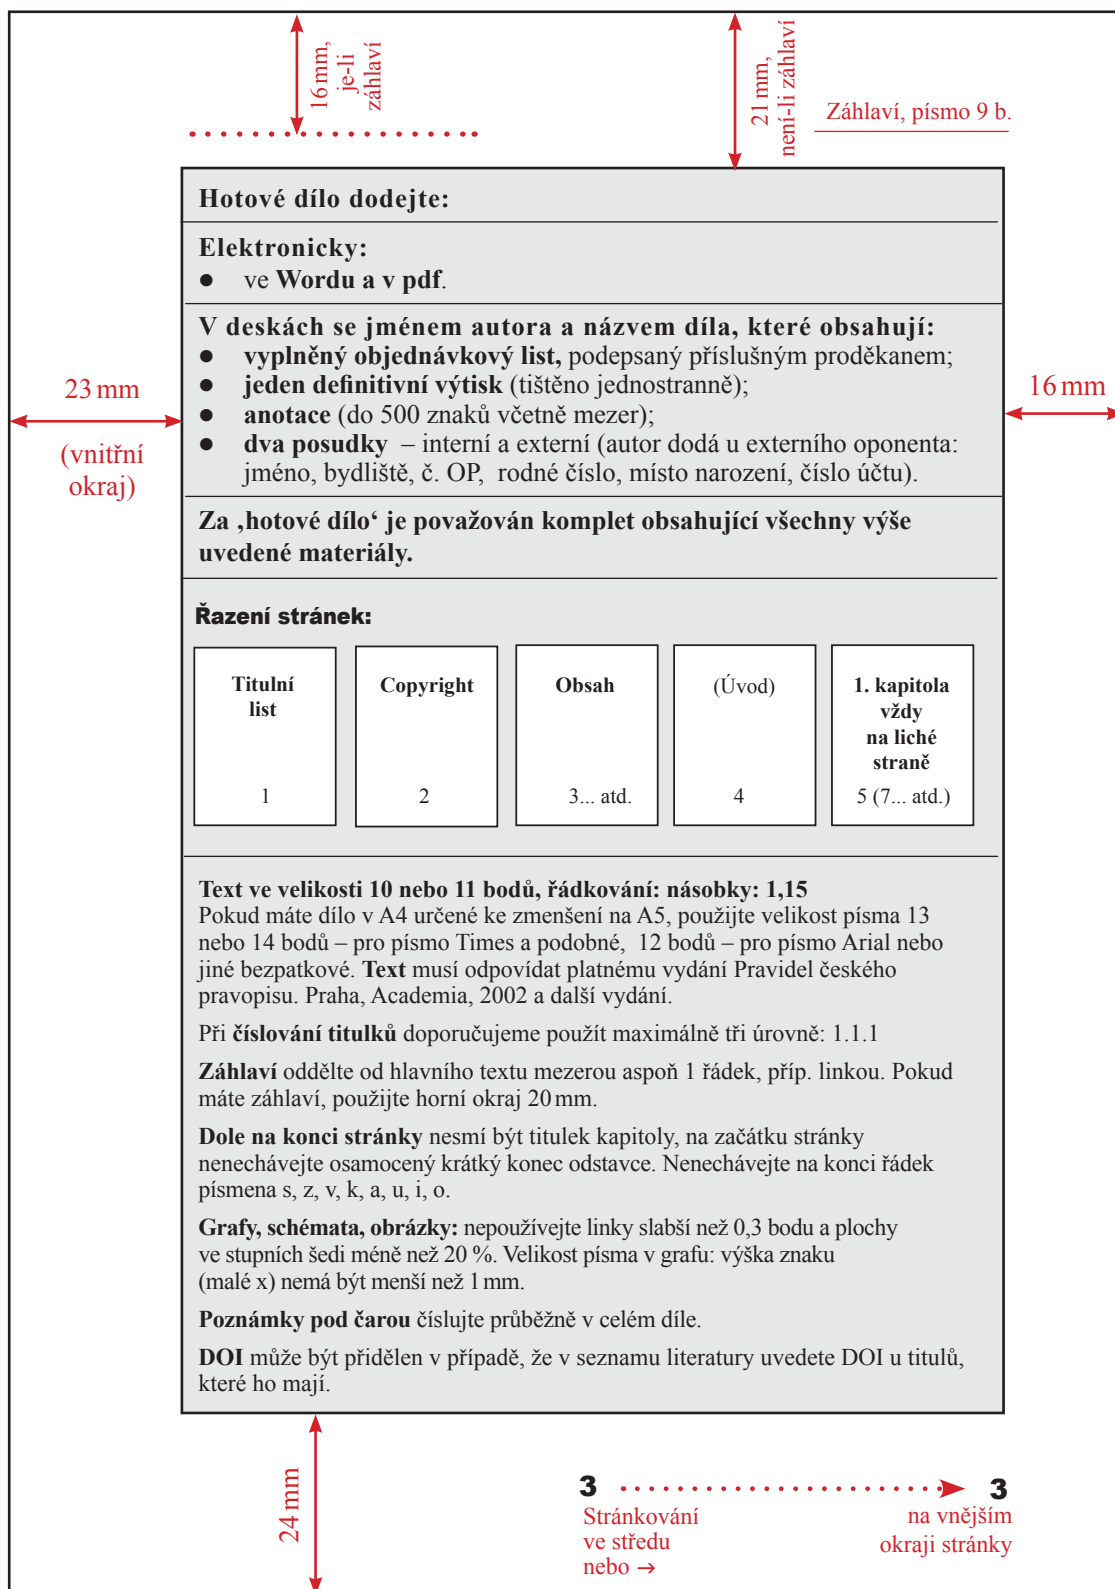 16 mm,
je-li
záhlaví
21 mm,
není-li záhlaví
Záhlaví, písmo 9 b.
Hotové dílo dodejte:
Elektronicky:
● ve Wordu a v pdf.
V deskách se jménem autora a názvem díla, které obsahují:
● vyplněný objednávkový list, podepsaný příslušným proděkanem;
● jeden definitivní výtisk (tištěno jednostranně);
● anotace (do 500 znaků včetně mezer);
● dva posudky – interní a externí (autor dodá u externího oponenta:
jméno, bydliště, č. OP, rodné číslo, místo narození, číslo účtu).
23 mm
(vnitřní
okraj)
16 mm
Za ‚hotové dílo‘ je považován komplet obsahující všechny výše
uvedené materiály.
Řazení stránek:
Titulní
list
1
Copyright
2
Obsah
3... atd.
(Úvod)
4
1. kapitola
vždy
na liché
straně
5 (7... atd.)
Text ve velikosti 10 nebo 11 bodů, řádkování: násobky: 1,15
Pokud máte dílo v A4 určené ke zmenšení na A5, použijte velikost písma 13
nebo 14 bodů – pro písmo Times a podobné, 12 bodů – pro písmo Arial nebo
jiné bezpatkové. Text musí odpovídat platnému vydání Pravidel českého
pravopisu. Praha, Academia, 2002 a další vydání.
Při číslování titulků doporučujeme použít maximálně tři úrovně: 1.1.1
Záhlaví oddělte od hlavního textu mezerou aspoň 1 řádek, příp. linkou. Pokud
máte záhlaví, použijte horní okraj 20 mm.
Dole na konci stránky nesmí být titulek kapitoly, na začátku stránky
nenechávejte osamocený krátký konec odstavce. Nenechávejte na konci řádek
písmena s, z, v, k, a, u, i, o.
Grafy, schémata, obrázky: nepoužívejte linky slabší než 0,3 bodu a plochy
ve stupních šedi méně než 20 %. Velikost písma v grafu: výška znaku
(malé x) nemá být menší než 1 mm.
Poznámky pod čarou číslujte průběžně v celém díle.
DOI může být přidělen v případě, že v seznamu literatury uvedete DOI u titulů,
které ho mají.
24 mm
3
Stránkování
ve středu
nebo →
3
na vnějším
okraji stránky